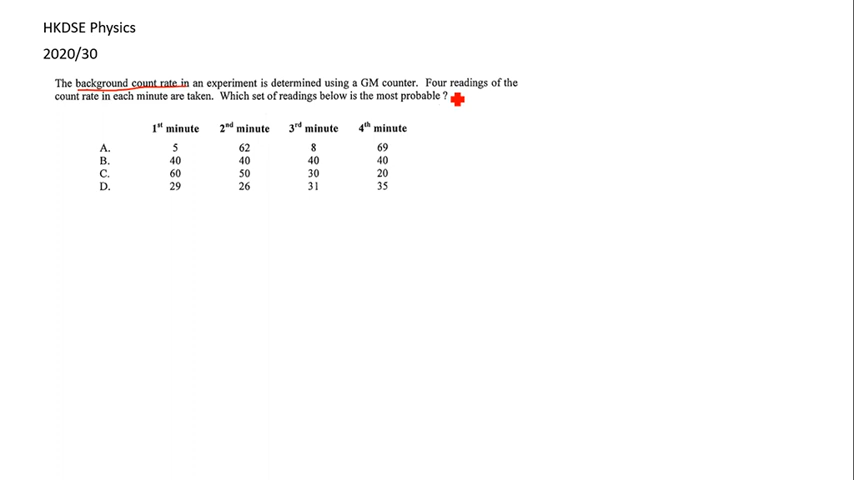 HKDSE Physics
2020/30
The background count rate in an experiment is determined using a GM counter. Four readings of the
count rate in each minute are taken. Which set of readings below is the most probable ?
1st minute 2nd minute 3rd minute 4th minute
A. 5 62 8 69
B. 40 40 40 40
C. 60 50 30 20
D. 29 26 31 35